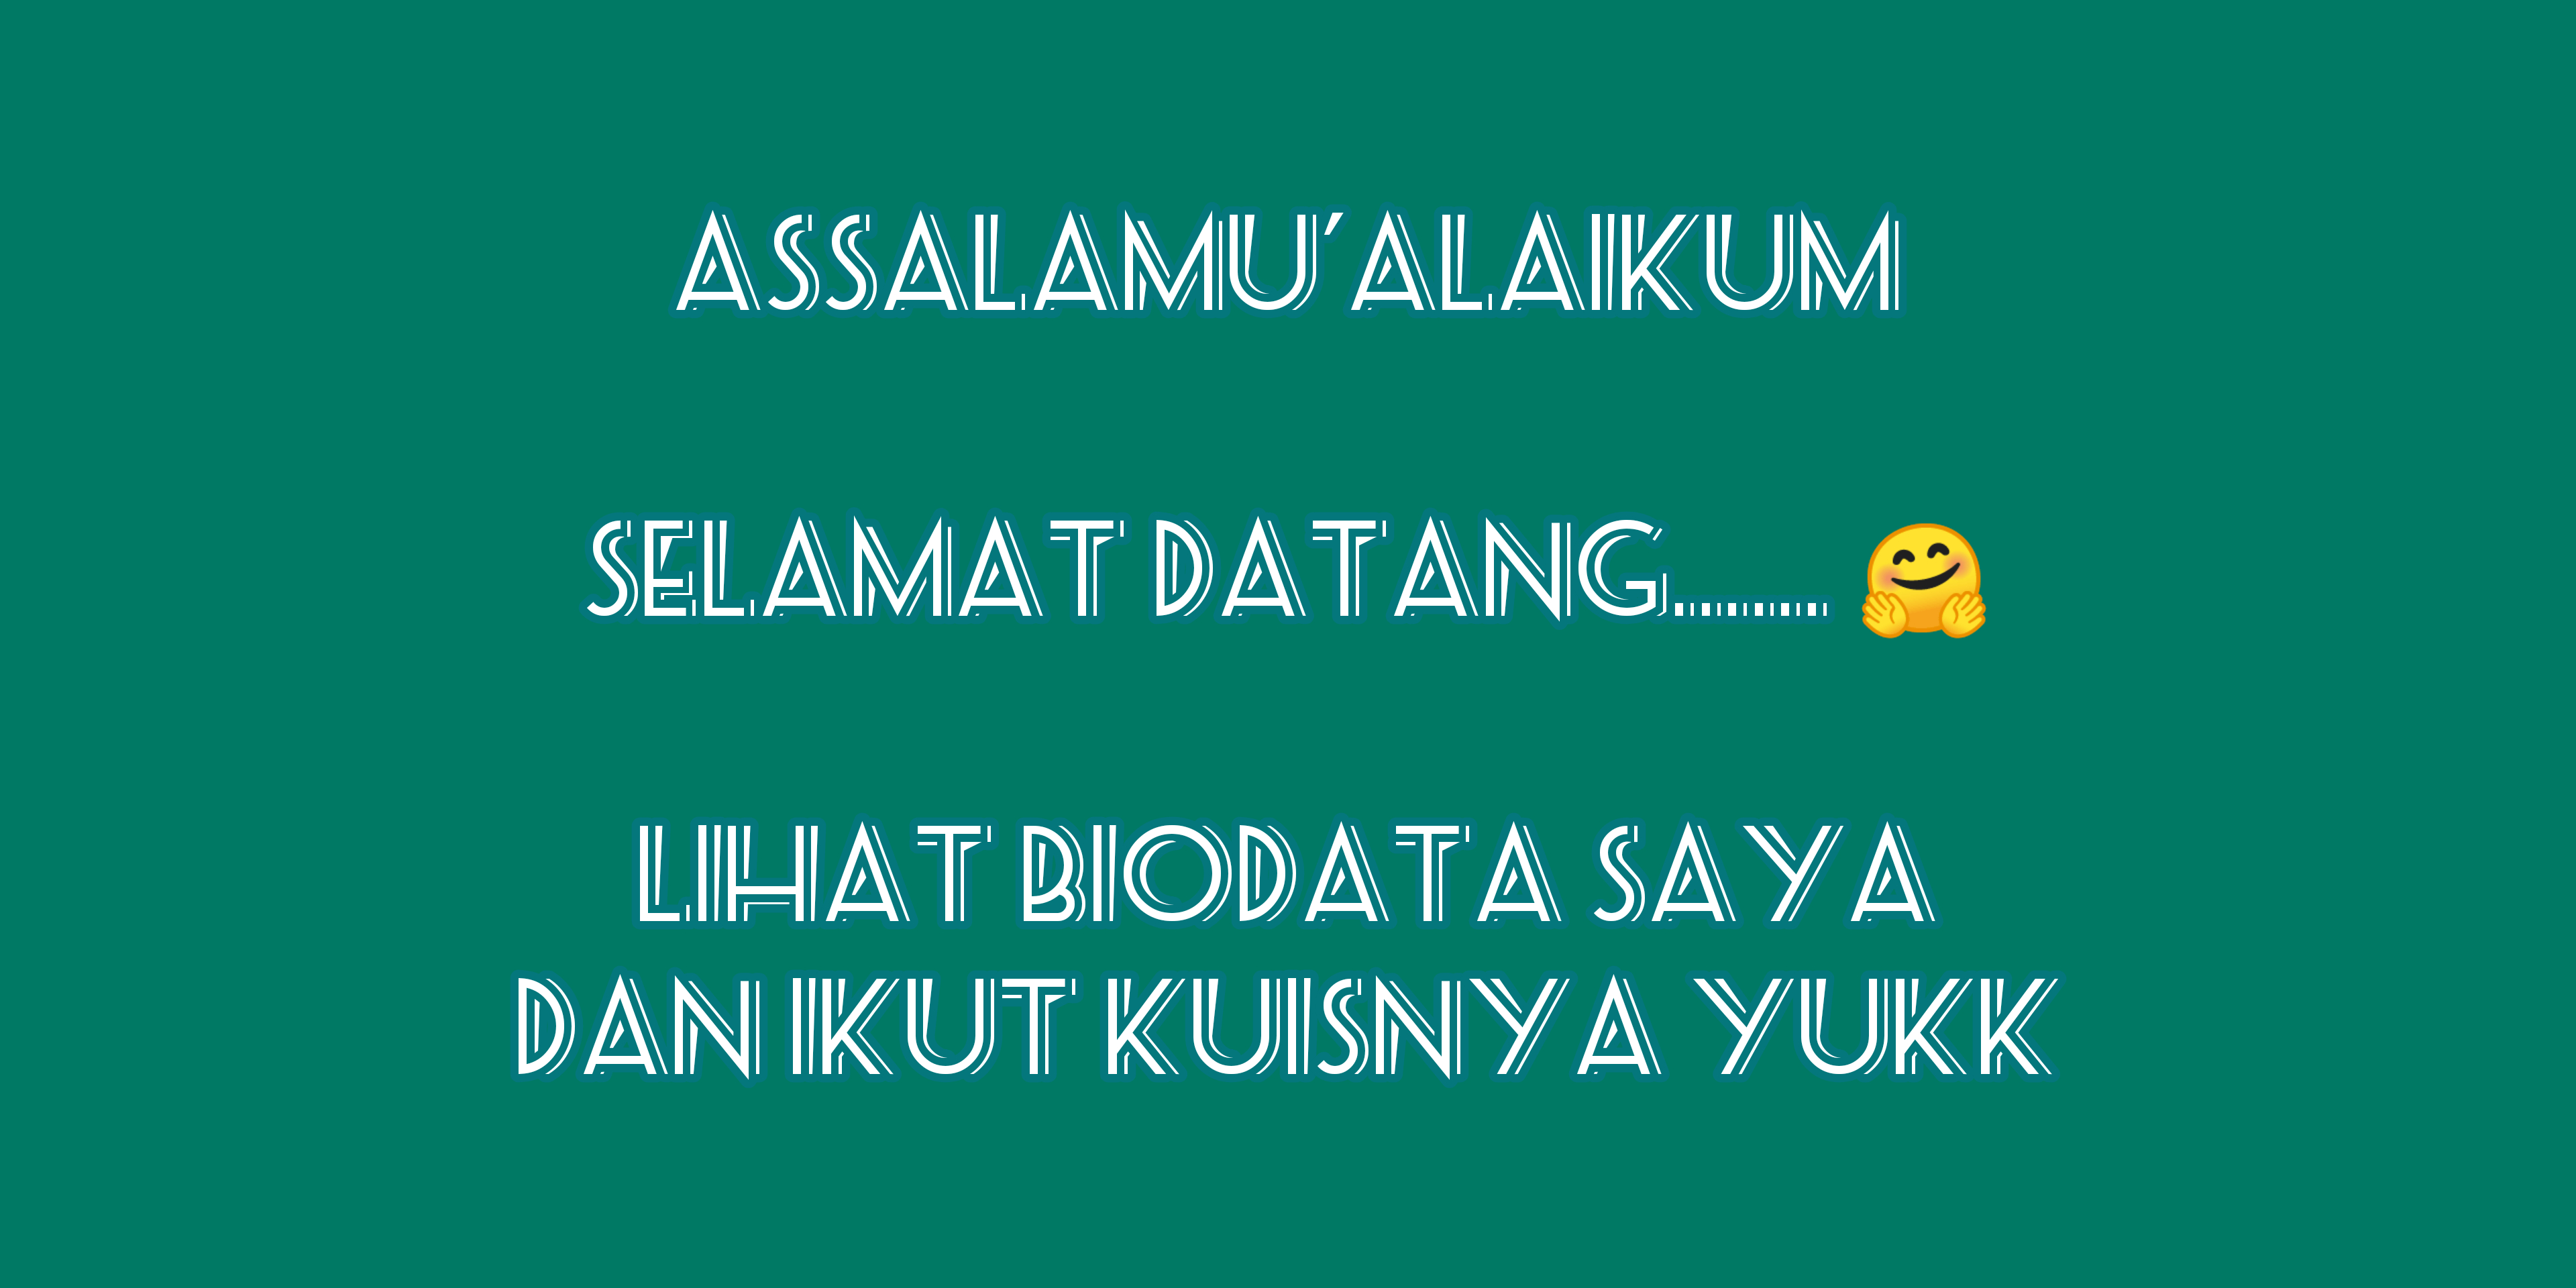 ASSALAMU'ALAIKUM
SELAMAT DATANG...... 🤗
LIHAT BIODATA SAYA
DAN IKUT KUISNYA YUKK